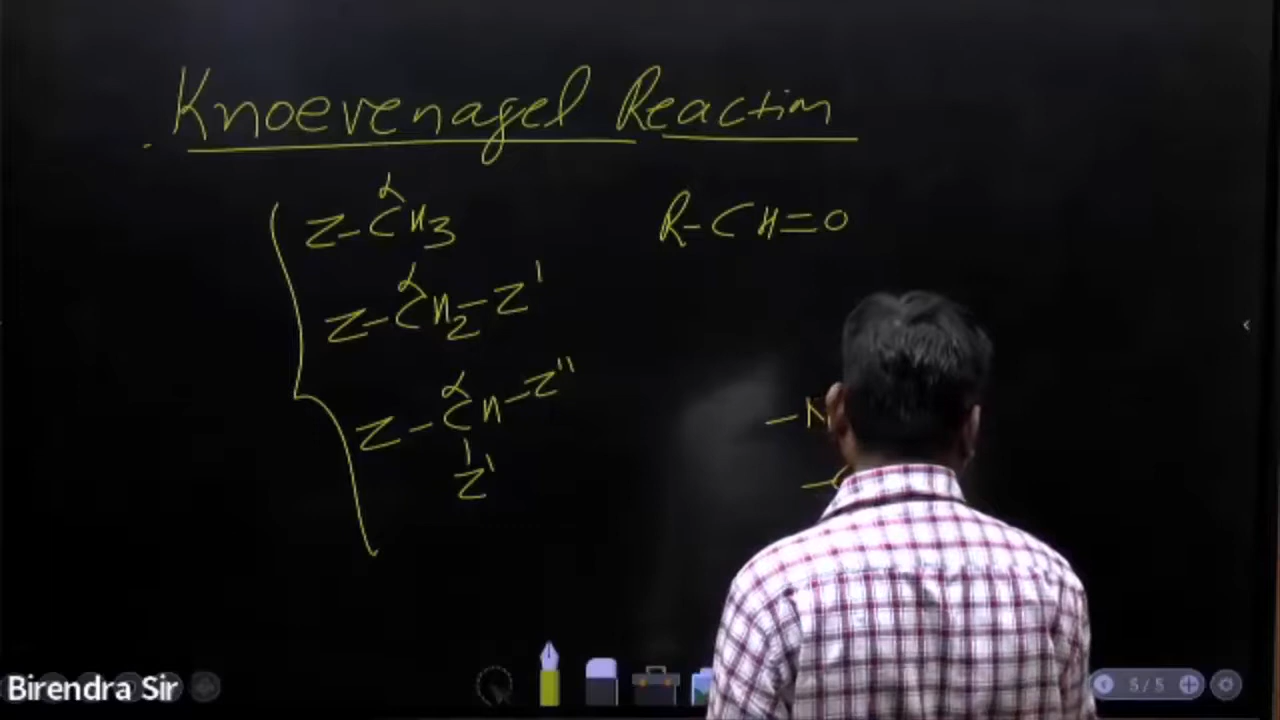 Knoevenagel Reaction
α
Z-CH3
R-CH=O
α
Z-CH2-Z'
α
Z-CH-Z''
Z'
-N
Birendra Sir
5/5